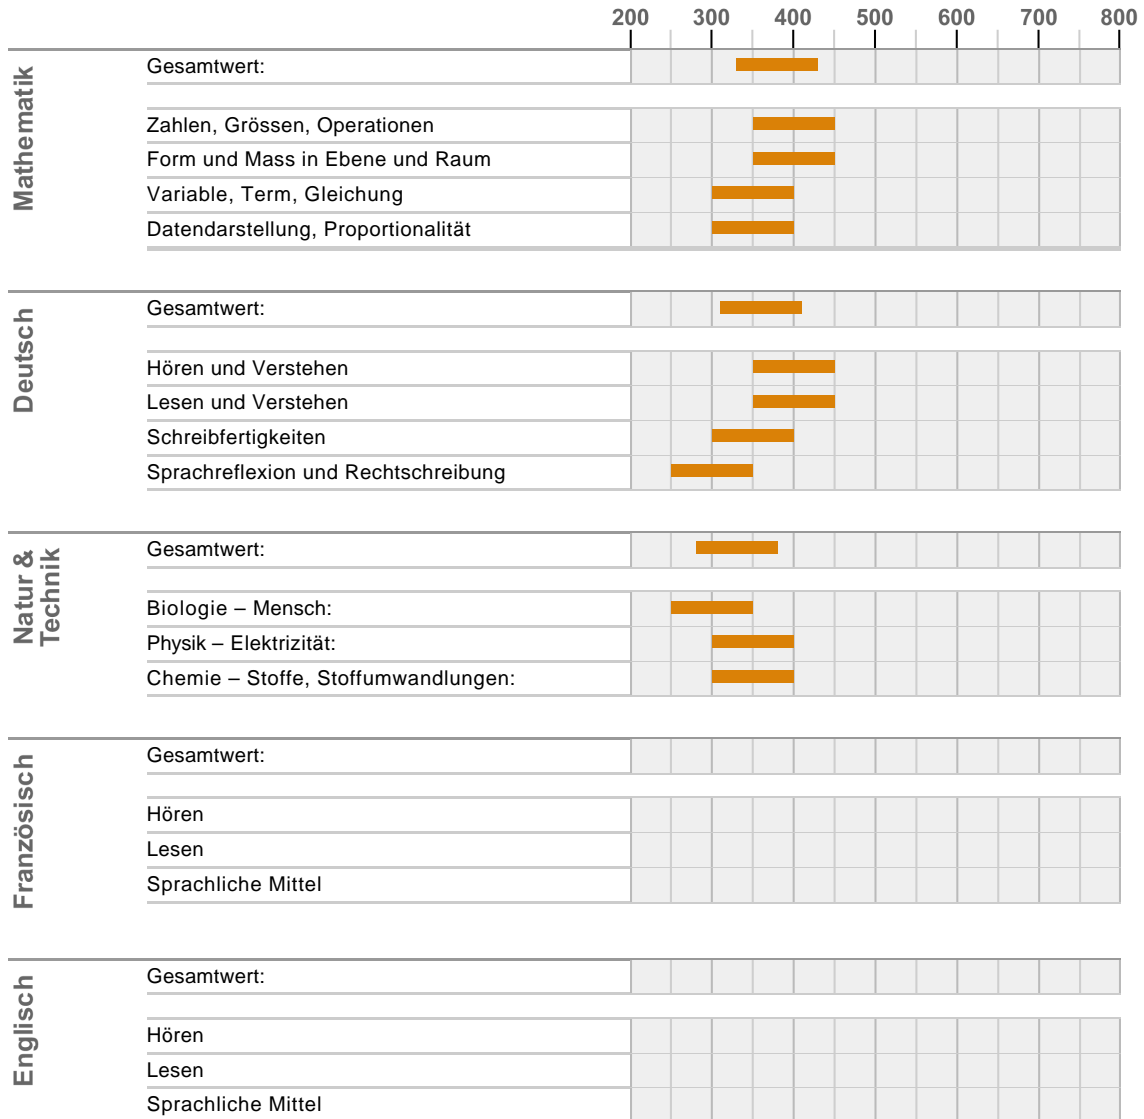 200 300 400 500 600 700 800
Mathematik
Gesamtwert:
Zahlen, Grössen, Operationen
Form und Mass in Ebene und Raum
Variable, Term, Gleichung
Datendarstellung, Proportionalität
Deutsch
Gesamtwert:
Hören und Verstehen
Lesen und Verstehen
Schreibfertigkeiten
Sprachreflexion und Rechtschreibung
Natur &
Technik
Gesamtwert:
Biologie – Mensch:
Physik – Elektrizität:
Chemie – Stoffe, Stoffumwandlungen:
Französisch
Gesamtwert:
Hören
Lesen
Sprachliche Mittel
Englisch
Gesamtwert:
Hören
Lesen
Sprachliche Mittel